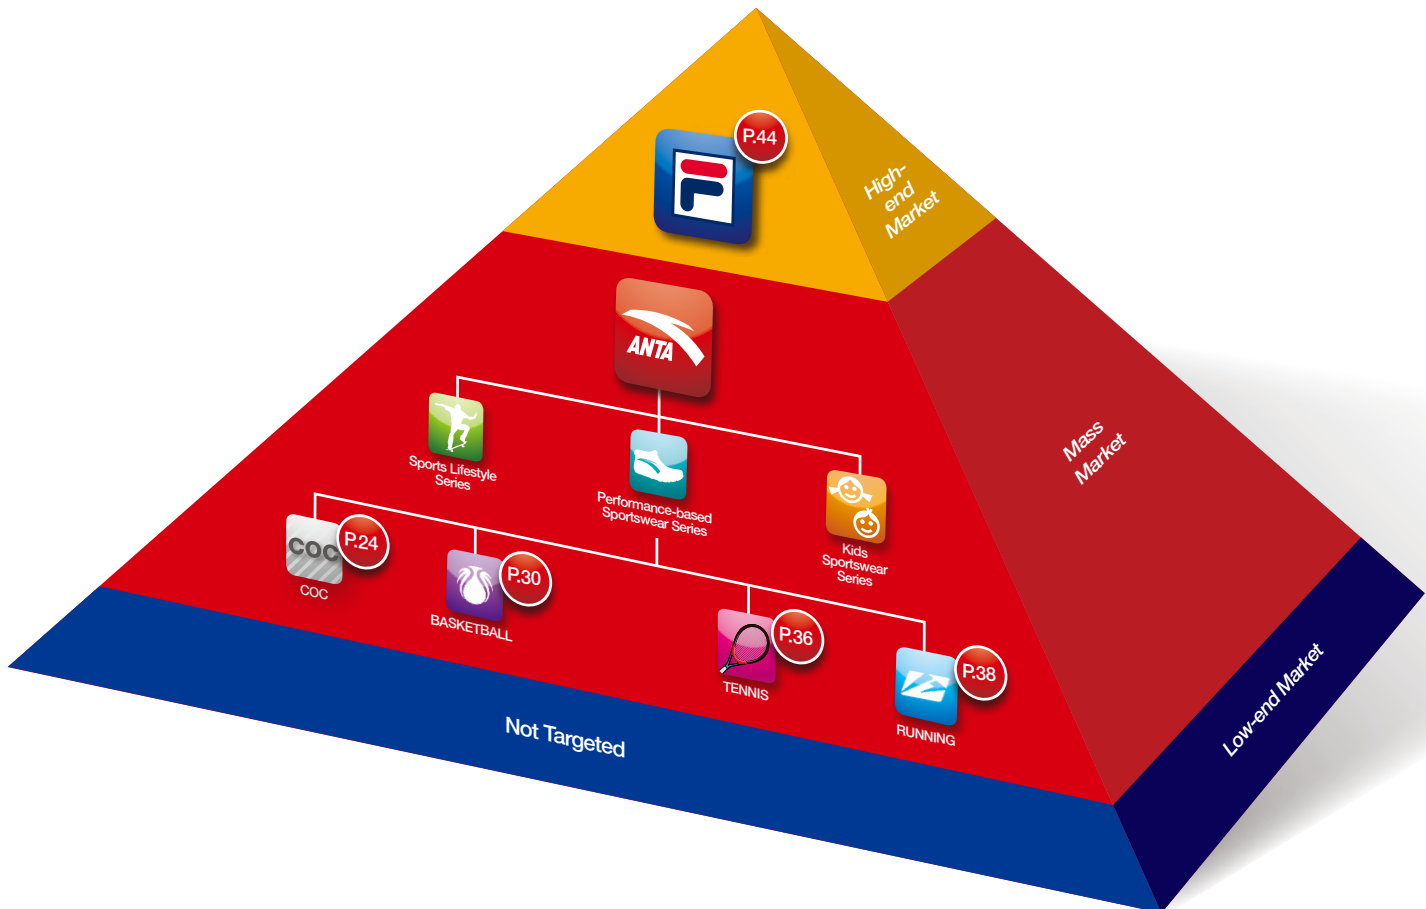 P.44
F
High-
end
Market
ANTA
Mass
Market
Sports Lifestyle
Series
Performance-based
Sportswear Series
Kids
Sportswear
Series
COC
P.24
COC
P.30
BASKETBALL
P.36
TENNIS
P.38
RUNNING
Not Targeted
Low-end Market